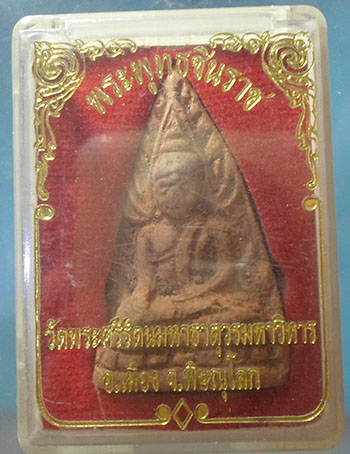 พระพุทธชินราช
วัดพระศรีรัตนมหาธาตุวรมหาวิหาร
อ.เมือง จ.พิษณุโลก